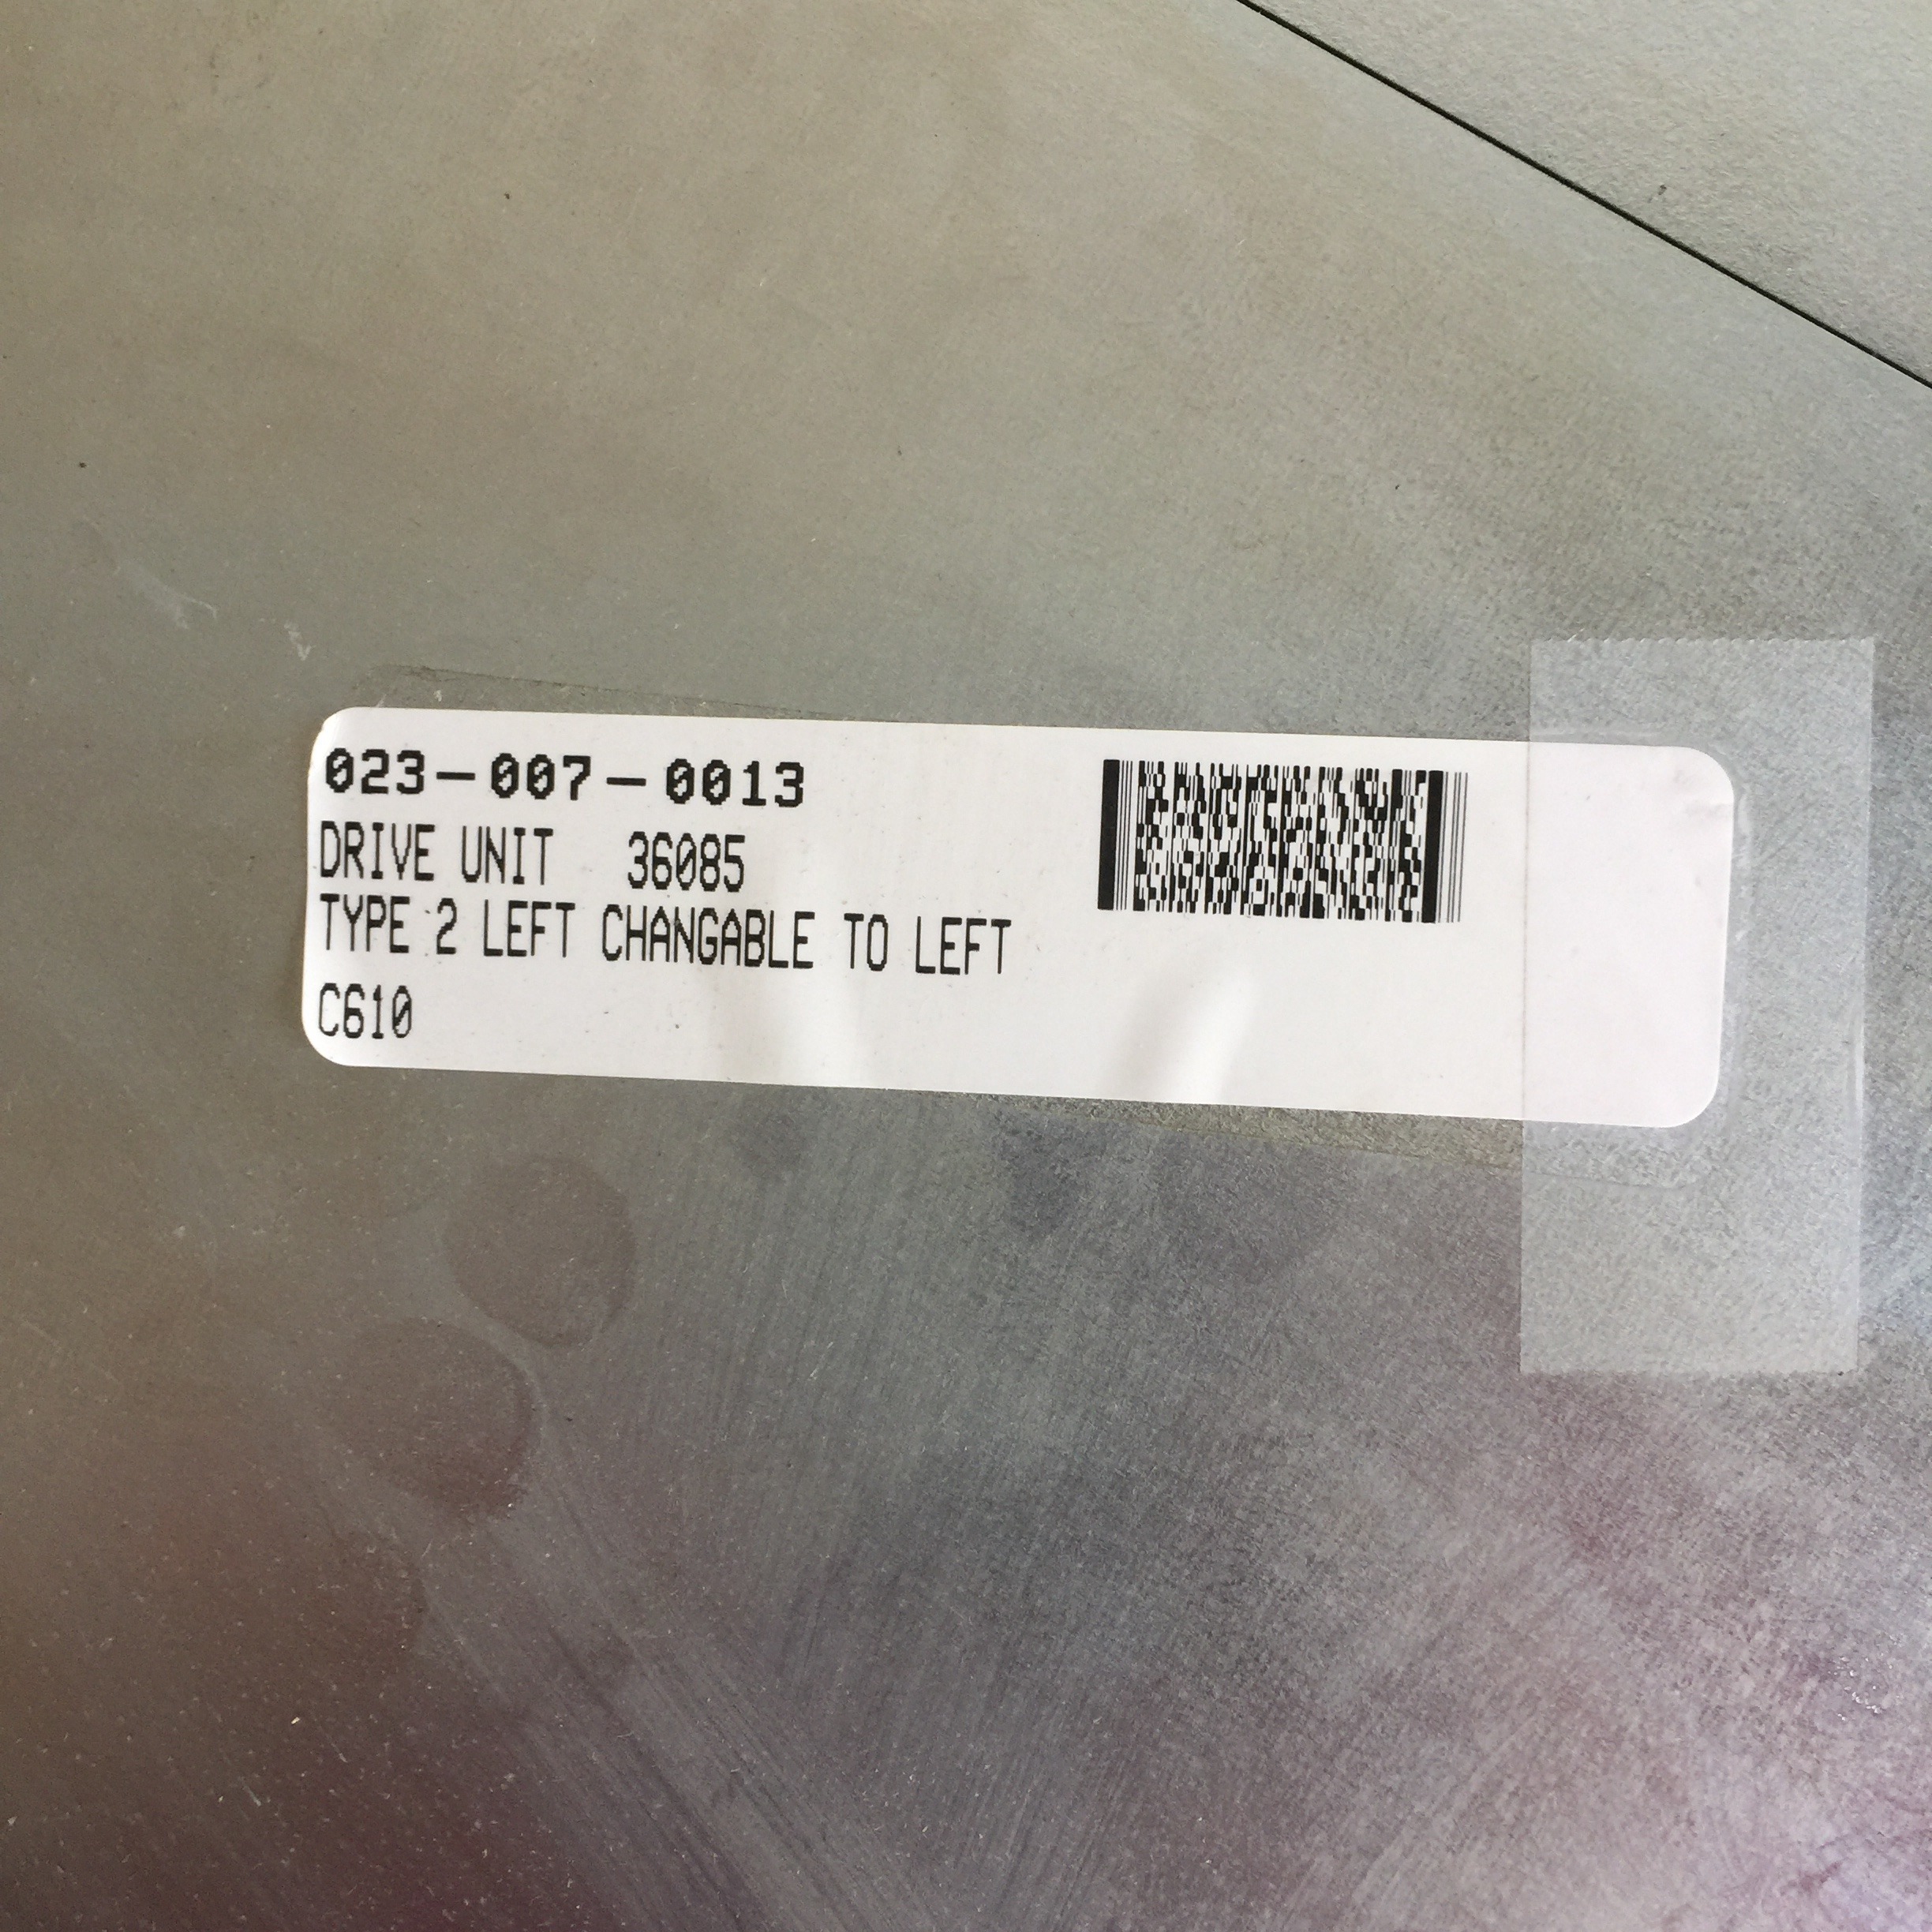 023-007-0013
DRIVE UNIT 36085
TYPE 2 LEFT CHANGABLE TO LEFT
C610